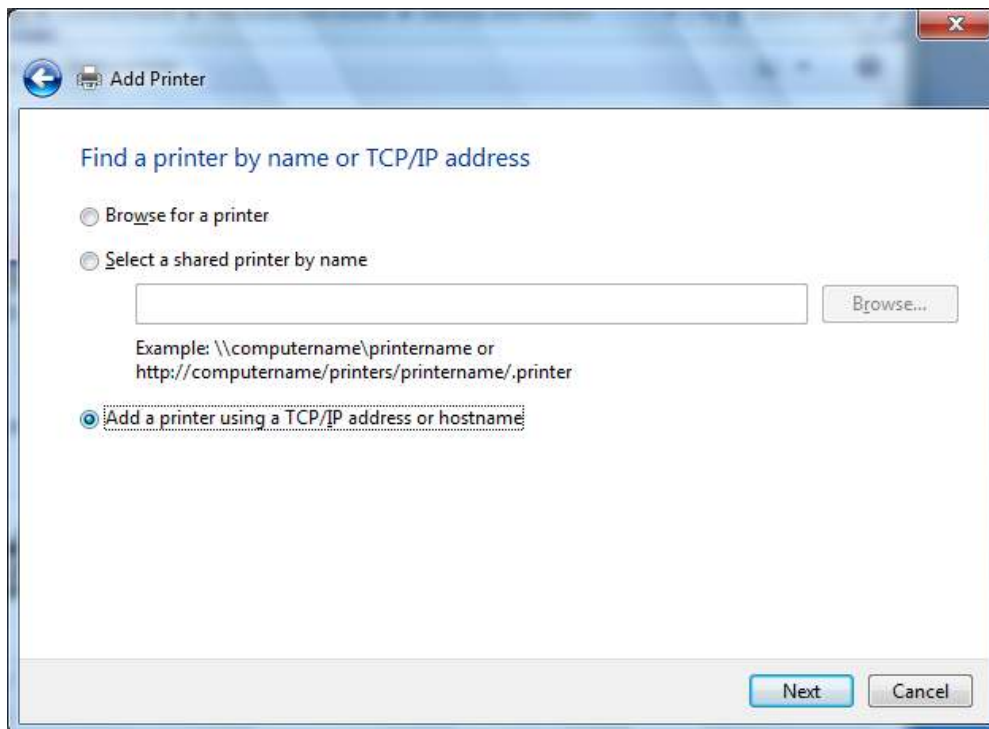 Add Printer
Find a printer by name or TCP/IP address
Browse for a printer
Select a shared printer by name
Browse...
Example: \\computername\printername or
http://computername/printers/printername/.printer
Add a printer using a TCP/IP address or hostname
Next Cancel